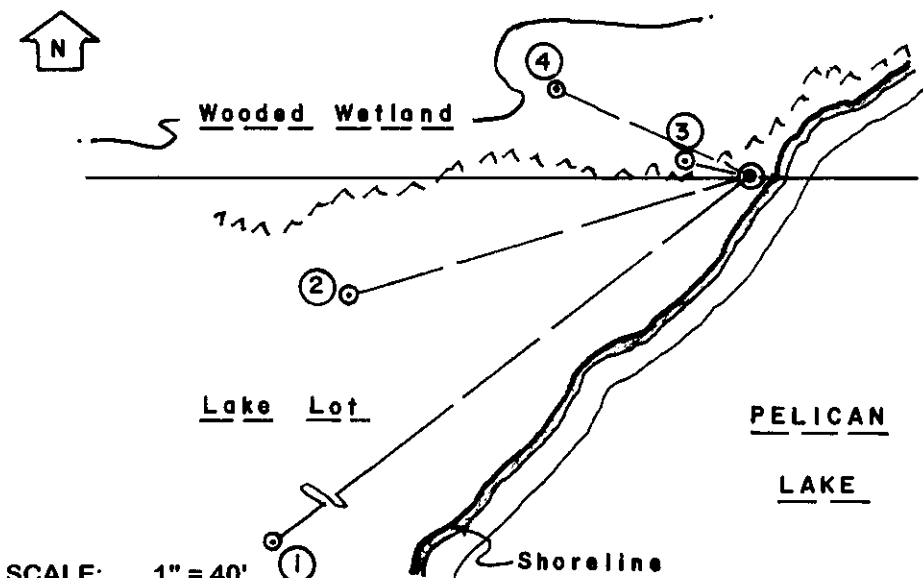 N
4
Wooded Wetland
3
2
Lake Lot
PELICAN
LAKE
1
Shoreline
SCALE: 1" = 40'